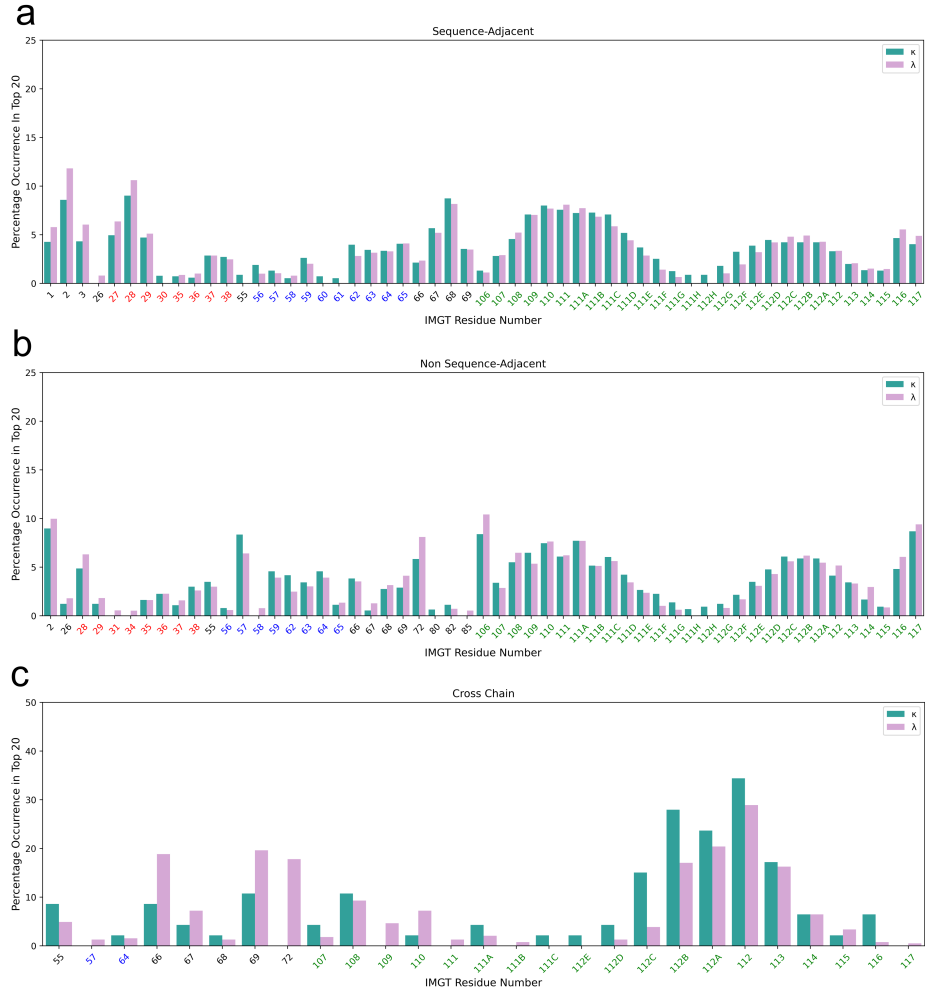 a
Sequence-Adjacent
κ
λ
Percentage Occurrence In Top 20
25
20
15
10
5
0
1 2 3 26 27 28 29 30 35 36 37 38 55 56 57 58 59 60 61 62 63 64 65 66 67 68 69 106 107 108 109 110 111 111A 111B 111C 111D 111E 111F 111G 111H 112H 112G 112F 112E 112D 112C 112B 112A 112 113 114 115 116 117
IMGT Residue Number
b
Non Sequence-Adjacent
κ
λ
Percentage Occurrence in Top 20
25
20
15
10
5
0
2 26 28 29 31 34 35 36 37 38 55 56 57 58 59 62 63 64 65 66 67 68 69 72 80 82 85 106 107 108 109 110 111 111A 111B 111C 111D 111E 111F 111G 111H 112H 112G 112F 112E 112D 112C 112B 112A 112 113 114 115 116 117
IMGT Residue Number
c
Cross Chain
κ
λ
Percentage Occurrence in Top 20
50
40
30
20
10
0
55 57 64 66 67 68 69 72 107 108 109 110 111 111A 111B 111C 112E 112D 112C 112B 112A 112 113 114 115 116 117
IMGT Residue Number